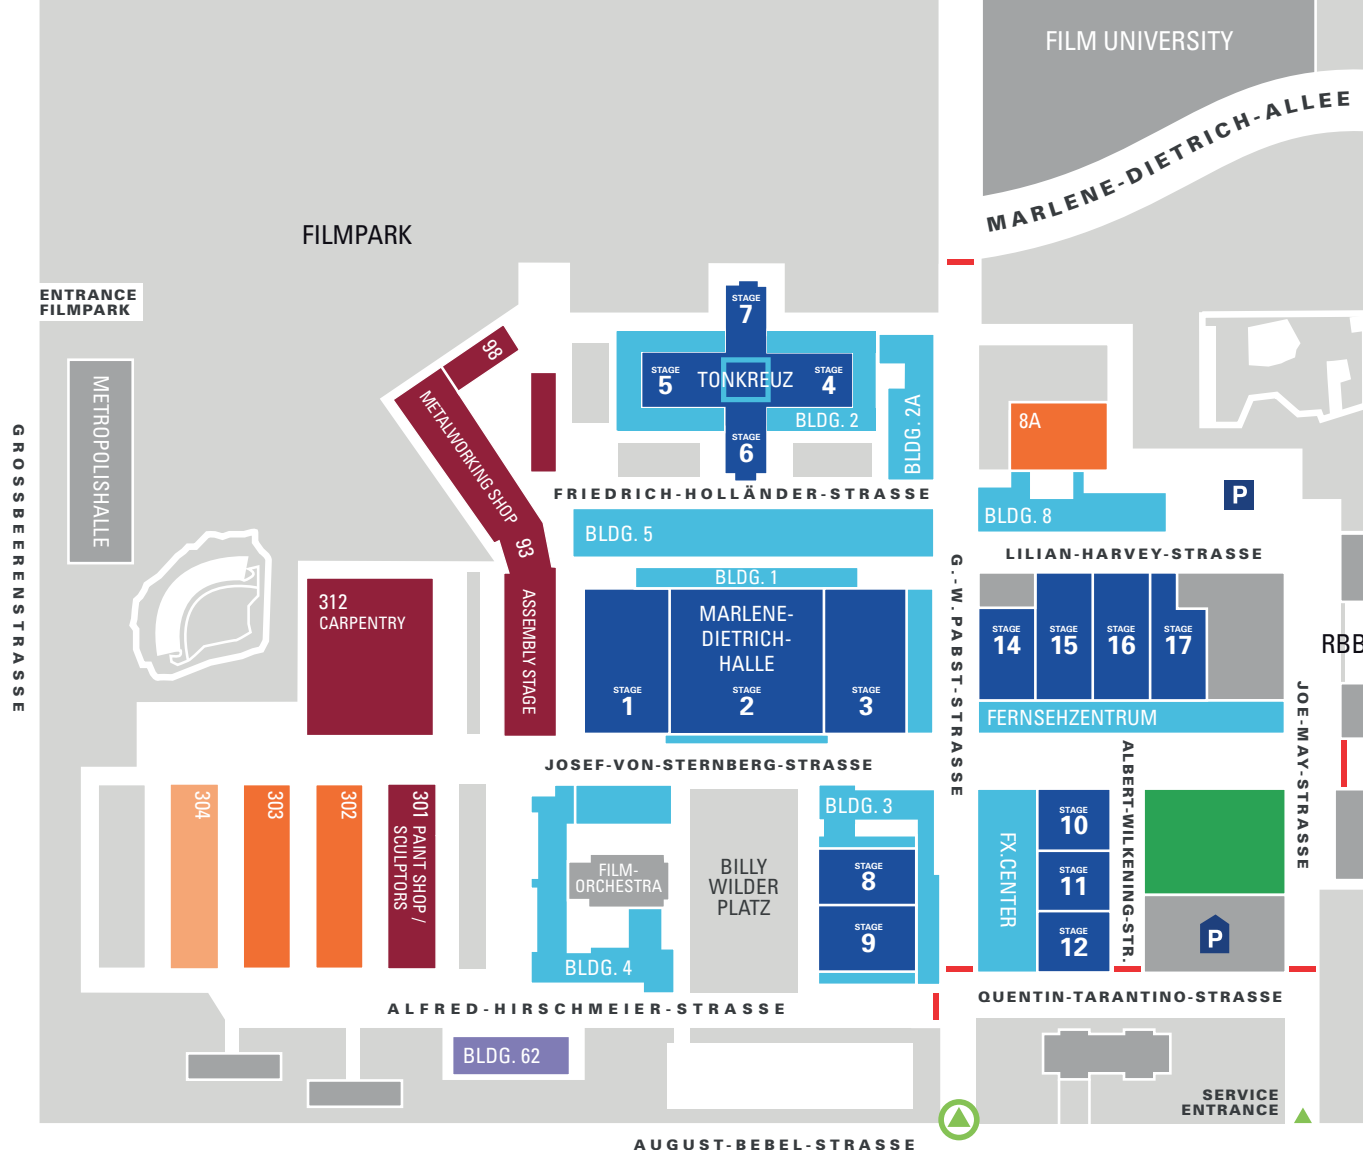 FILM UNIVERSITY
MARLENE-DIETRICH-ALLEE
FILMPARK
ENTRANCE
FILMPARK
METROPOLISHALLE
GROSSBEERENSTRASSE
98
METALWORKING SHOP
93
ASSEMBLY STAGE
312
CARPENTRY
STAGE
7
STAGE
5
TONKREUZ
STAGE
4
BLDG. 2
STAGE
6
BLDG. 2A
FRIEDRICH-HOLLÄNDER-STRASSE
BLDG. 5
BLDG. 1
MARLENE-
DIETRICH-
HALLE
STAGE
1
STAGE
2
STAGE
3
JOSEF-VON-STERNBERG-STRASSE
G.-W.PABST-STRASSE
8A
BLDG. 8
P
LILIAN-HARVEY-STRASSE
STAGE
14
STAGE
15
STAGE
16
STAGE
17
FERNSEHZENTRUM
RBB
JOE-MAY-STRASSE
ALBERT-WILKENING-STR.
304
303
302
301 PAINT SHOP /
SCULPTORS
FILM-
ORCHESTRA
BLDG. 4
BILLY
WILDER
PLATZ
BLDG. 3
STAGE
8
STAGE
9
FX.CENTER
STAGE
10
STAGE
11
STAGE
12
P
QUENTIN-TARANTINO-STRASSE
ALFRED-HIRSCHMEIER-STRASSE
BLDG. 62
SERVICE
ENTRANCE
AUGUST-BEBEL-STRASSE